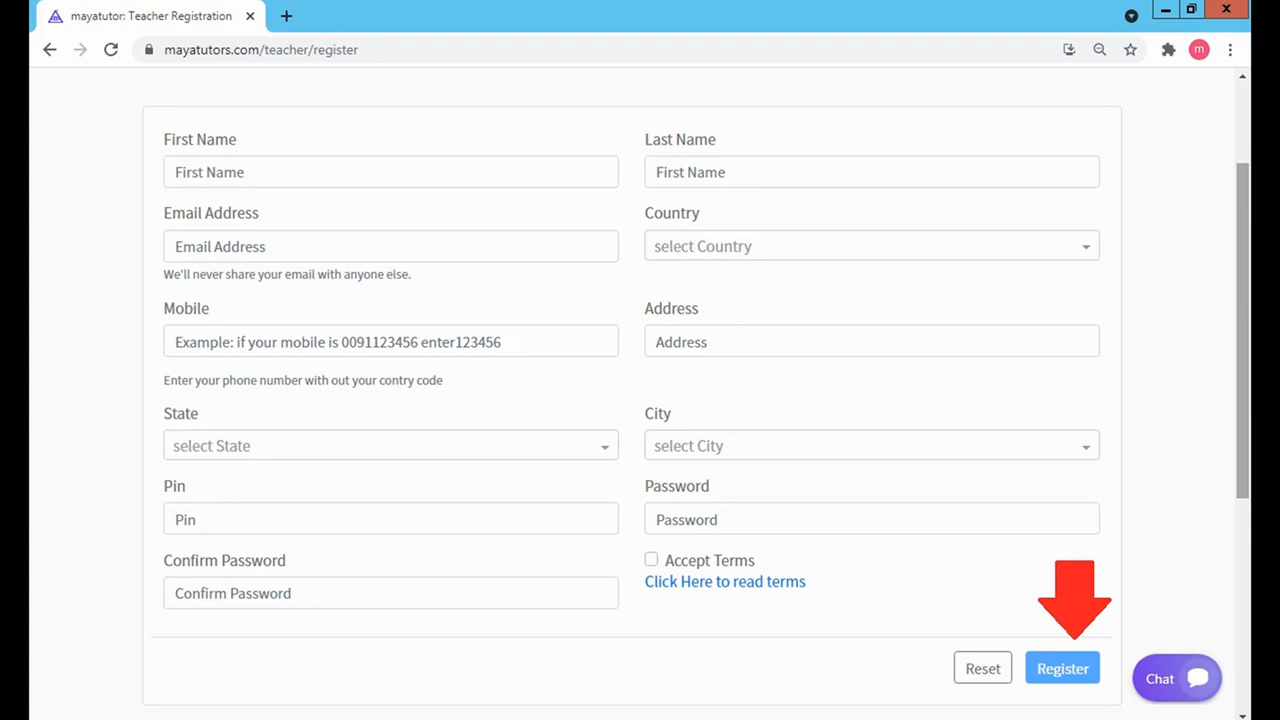 mayatutor: Teacher Registration
mayatutors.com/teacher/register
m
First Name
Last Name
First Name
First Name
Email Address
Country
Email Address
select Country
We'll never share your email with anyone else.
Mobile
Address
Example: if your mobile is 0091123456 enter123456
Address
Enter your phone number with out your contry code
State
City
select State
select City
Pin
Password
Pin
Password
Confirm Password
Accept Terms
Click Here to read terms
Confirm Password
Reset
Register
Chat